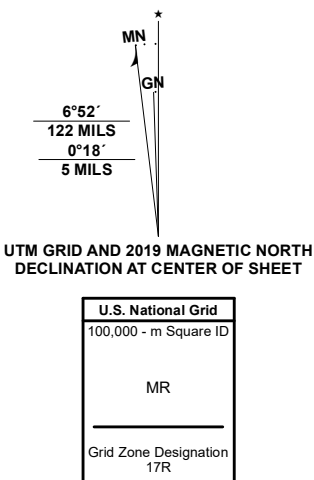 MN
GN
6°52´
122 MILS
0°18´
5 MILS
UTM GRID AND 2019 MAGNETIC NORTH
DECLINATION AT CENTER OF SHEET
U.S. National Grid
100,000 - m Square ID
MR
Grid Zone Designation
17R